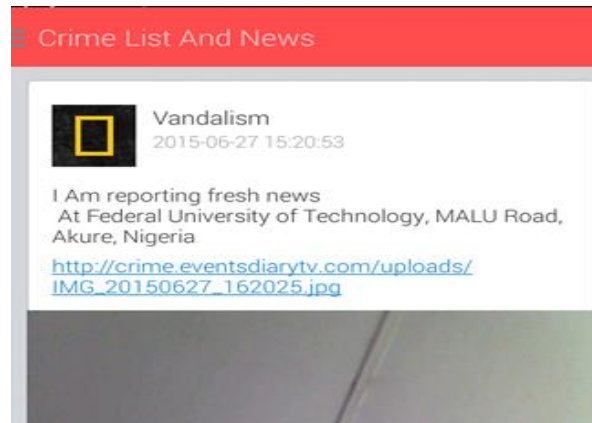 Crime List And News
Vandalism
2015-06-27 15:20:53
I Am reporting fresh news
At Federal University of Technology, MALU Road,
Akure, Nigeria
http://crime.eventsdiarytv.com/uploads/
IMG_20150627_162025.jpg